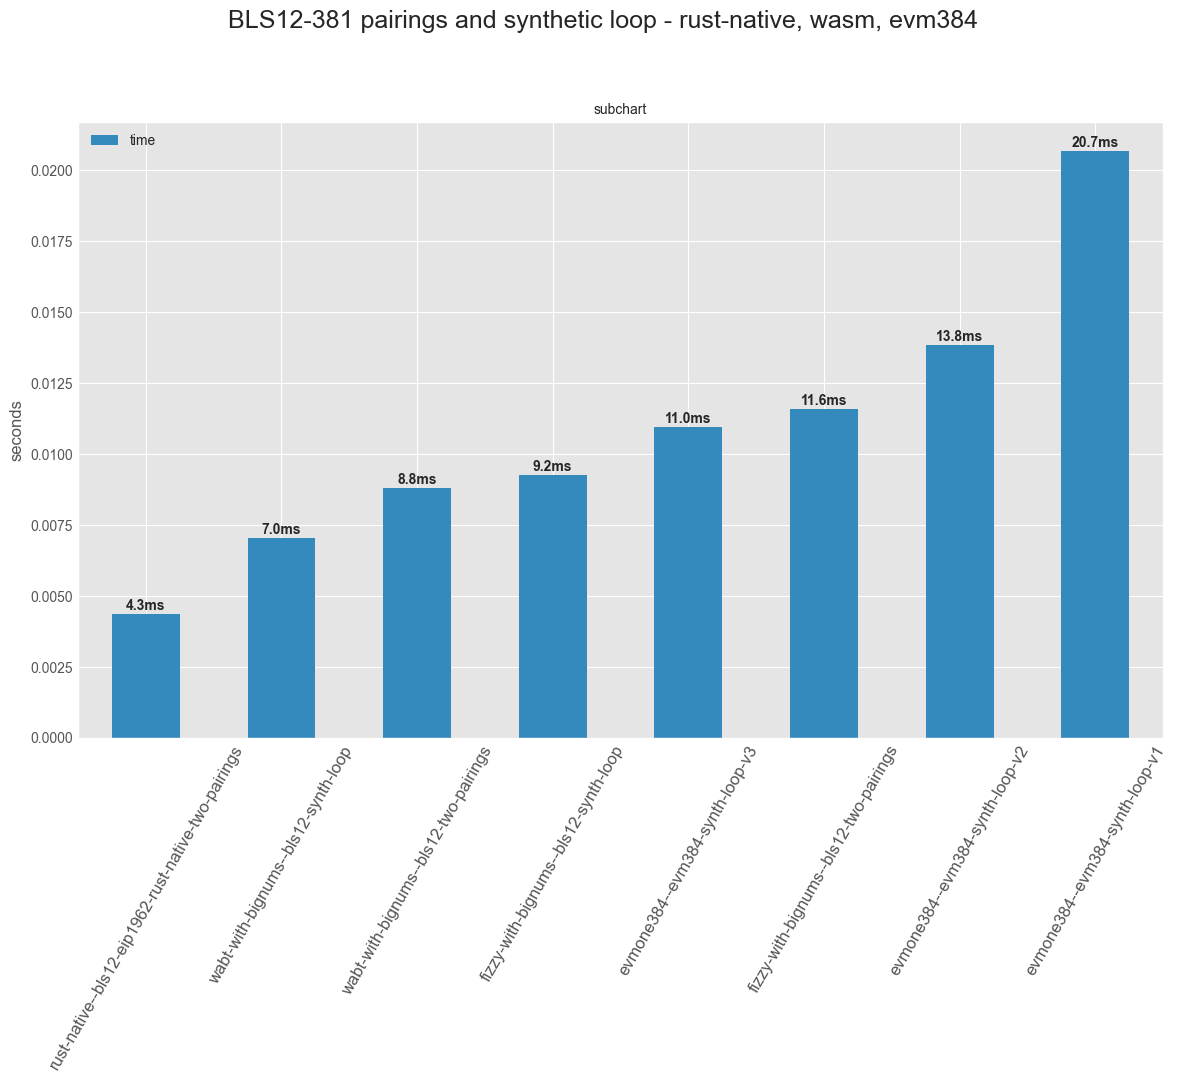 BLS12-381 pairings and synthetic loop - rust-native, wasm, evm384
subchart
time
seconds
0.0200
0.0175
0.0150
0.0125
0.0100
0.0075
0.0050
0.0025
0.0000
4.3ms
7.0ms
8.8ms
9.2ms
11.0ms
11.6ms
13.8ms
20.7ms
rust-native--bls12-eip1962-rust-native-two-pairings
wabt-with-bignums--bls12-synth-loop
wabt-with-bignums--bls12-two-pairings
fizzy-with-bignums--bls12-synth-loop
evmone384--evm384-synth-loop-v3
fizzy-with-bignums--bls12-two-pairings
evmone384--evm384-synth-loop-v2
evmone384--evm384-synth-loop-v1